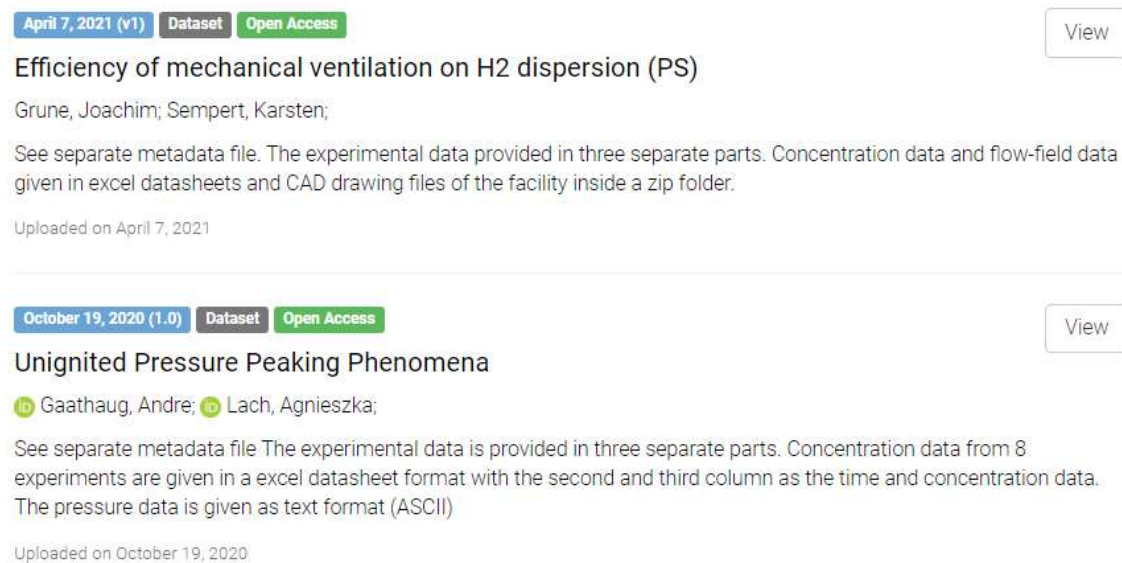 April 7, 2021 (v1) Dataset Open Access
View
Efficiency of mechanical ventilation on H2 dispersion (PS)
Grune, Joachim; Sempert, Karsten;
See separate metadata file. The experimental data provided in three separate parts. Concentration data and flow-field data
given in excel datasheets and CAD drawing files of the facility inside a zip folder.
Uploaded on April 7, 2021
October 19, 2020 (1.0) Dataset Open Access
View
Unignited Pressure Peaking Phenomena
iD Gaathaug, Andre; iD Lach, Agnieszka;
See separate metadata file The experimental data is provided in three separate parts. Concentration data from 8
experiments are given in a excel datasheet format with the second and third column as the time and concentration data.
The pressure data is given as text format (ASCII)
Uploaded on October 19, 2020